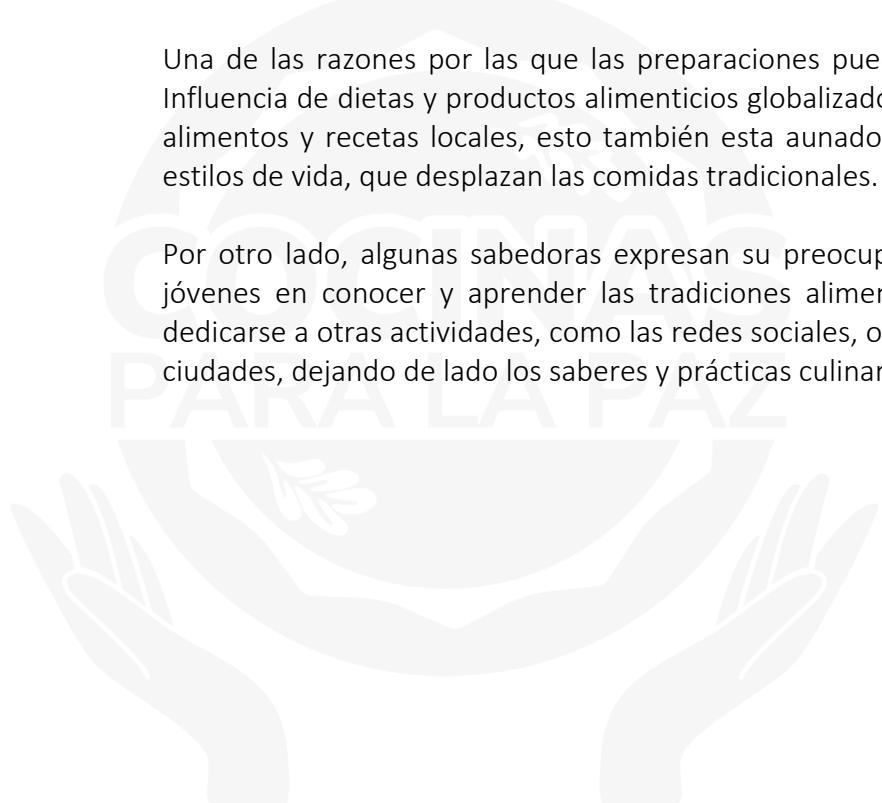 Una de las razones por las que las preparaciones pue
Influencia de dietas y productos alimenticios globalizado
alimentos y recetas locales, esto también esta aunado
estilos de vida, que desplazan las comidas tradicionales.
Por otro lado, algunas sabedoras expresan su preocup
jóvenes en conocer y aprender las tradiciones alimen
dedicarse a otras actividades, como las redes sociales, o
ciudades, dejando de lado los saberes y prácticas culinar
COCINAS
PARA LA PAZ